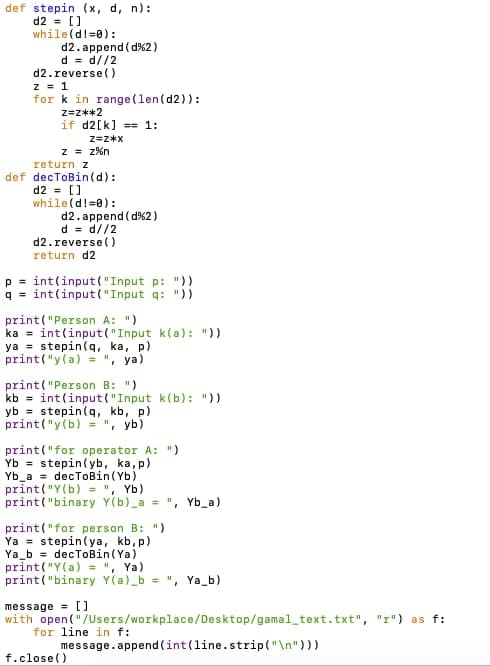 def stepin (x, d, n):
    d2 = []
    while(d!=0):
        d2.append(d%2)
        d = d//2
    d2.reverse()
    z = 1
    for k in range(len(d2)):
        z=z**2
        if d2[k] == 1:
            z=z*x
        z = z%n
    return z
def decToBin(d):
    d2 = []
    while(d!=0):
        d2.append(d%2)
        d = d//2
    d2.reverse()
    return d2

p = int(input("Input p: "))
q = int(input("Input q: "))

print("Person A: ")
ka = int(input("Input k(a): "))
ya = stepin(q, ka, p)
print("y(a) = ", ya)

print("Person B: ")
kb = int(input("Input k(b): "))
yb = stepin(q, kb, p)
print("y(b) = ", yb)

print("for operator A: ")
Yb = stepin(yb, ka,p)
Yb_a = decToBin(Yb)
print("Y(b) = ", Yb)
print("binary Y(b)_a = ", Yb_a)

print("for person B: ")
Ya = stepin(ya, kb,p)
Ya_b = decToBin(Ya)
print("Y(a) = ", Ya)
print("binary Y(a)_b = ", Ya_b)

message = []
with open("/Users/workplace/Desktop/gamal_text.txt", "r") as f:
    for line in f:
        message.append(int(line.strip("\n")))
f.close()